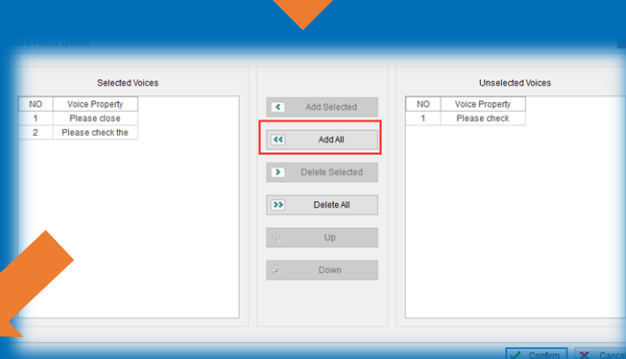 Selected Voices
NO Voice Property
1 Please close
2 Please check the
Add Selected
Add All
Delete Selected
Delete All
Up
Down
Unselected Voices
NO Voice Property
1 Please check
Confirm
Cance